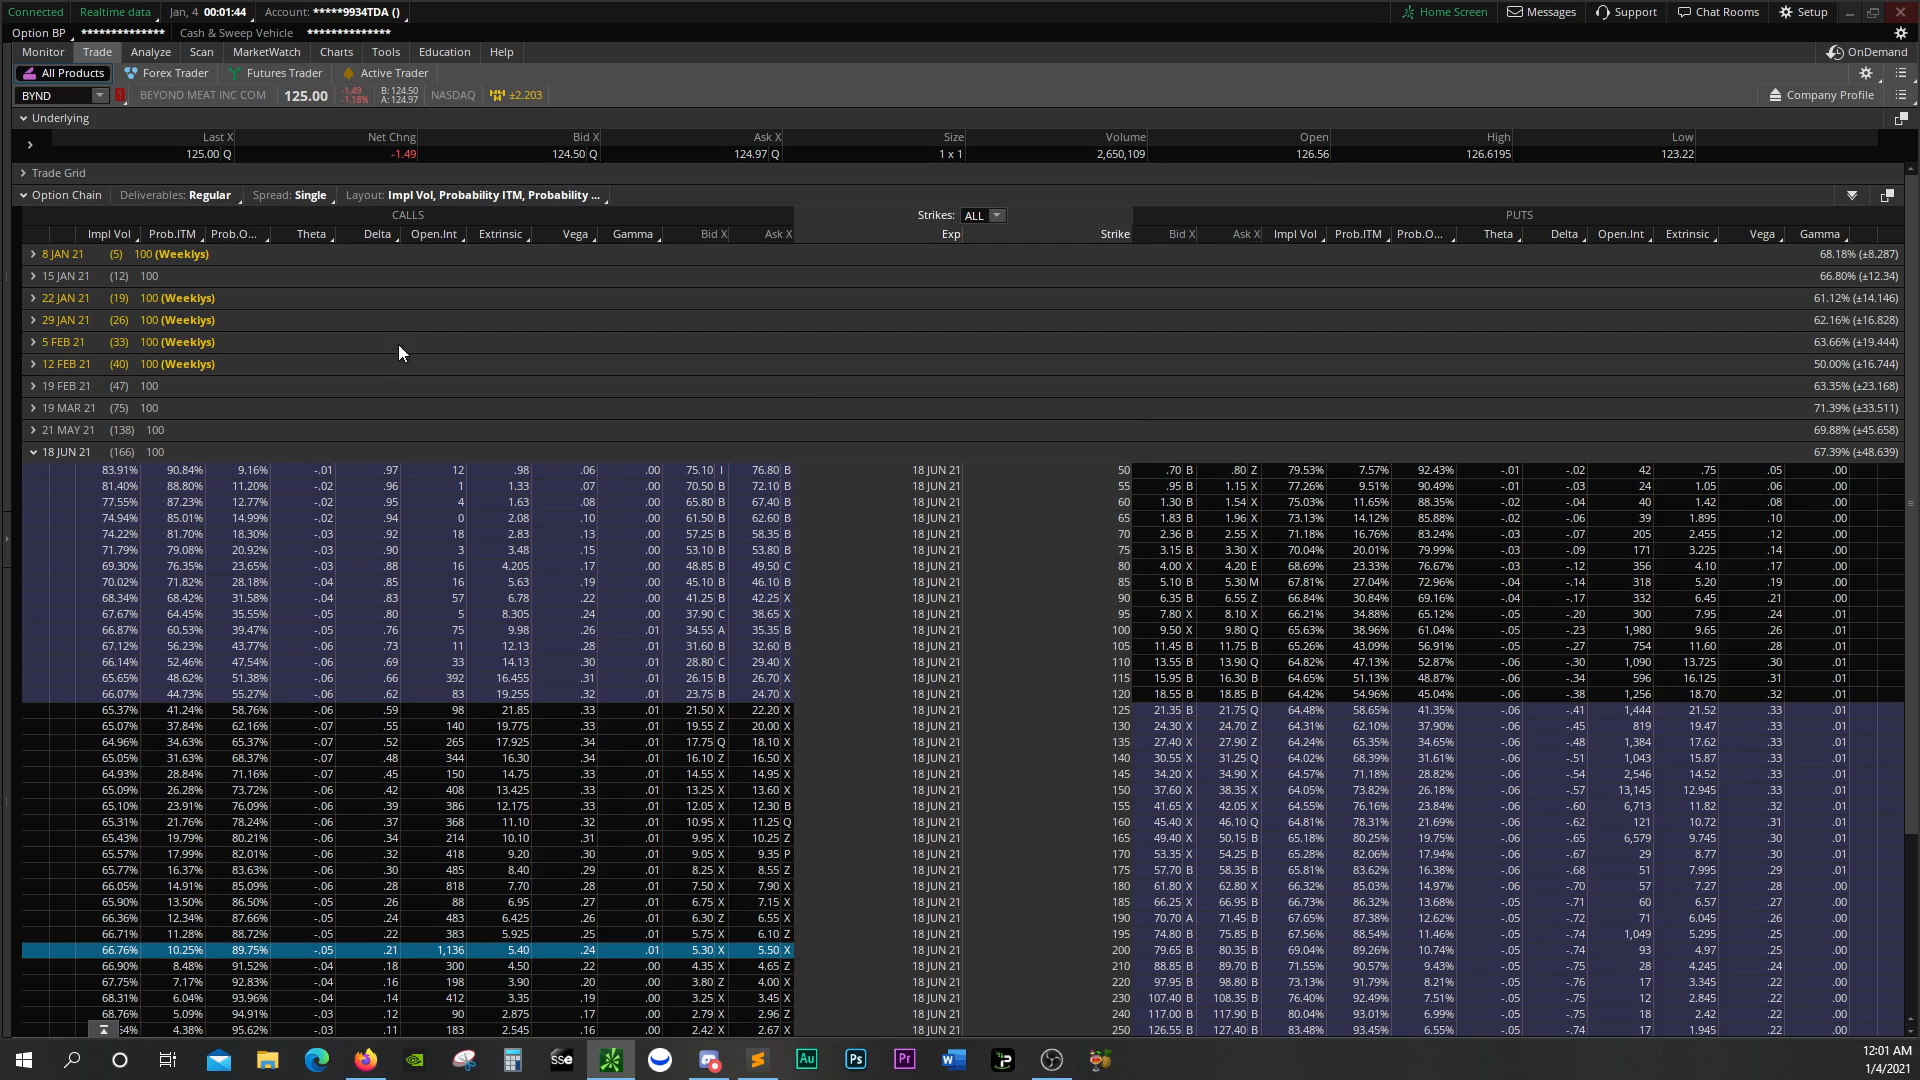 Connected Realtime data Jan, 4 00:01:44 Account: *****9934TDA () Home Screen Messages Support Chat Rooms Setup
Option BP ************** Cash & Sweep Vehicle **************
Monitor Trade Analyze Scan MarketWatch Charts Tools Education Help OnDemand
All Products Forex Trader Futures Trader Active Trader
BYND BEYOND MEAT INC COM 125.00 -1.49 -1.18% B: 124.50 A: 124.97 NASDAQ ±2.203 Company Profile
Underlying
Last X Net Chng Bid X Ask X Size Volume Open High Low
125.00 Q -1.49 124.50 Q 124.97 Q 1 x 1 2,650,109 126.56 126.6195 123.22
Trade Grid
Option Chain Deliverables: Regular Spread: Single Layout: Impl Vol, Probability ITM, Probability ...
CALLS Strikes: ALL PUTS
Impl Vol Prob.ITM Prob.O... Theta Delta Open.Int Extrinsic Vega Gamma Bid X Ask X Exp Strike Bid X Ask X Impl Vol Prob.ITM Prob.O... Theta Delta Open.Int Extrinsic Vega Gamma
8 JAN 21 (5) 100 (Weeklys) 68.18% (±8.287)
15 JAN 21 (12) 100 66.80% (±12.34)
22 JAN 21 (19) 100 (Weeklys) 61.12% (±14.146)
29 JAN 21 (26) 100 (Weeklys) 62.16% (±16.828)
5 FEB 21 (33) 100 (Weeklys) 63.66% (±19.444)
12 FEB 21 (40) 100 (Weeklys) 50.00% (±16.744)
19 FEB 21 (47) 100 63.35% (±23.168)
19 MAR 21 (75) 100 71.39% (±33.511)
21 MAY 21 (138) 100 69.88% (±45.658)
18 JUN 21 (166) 100 67.39% (±48.639)
83.91% 90.84% 9.16% -.01 .97 12 .98 .06 .00 75.10 I 76.80 B 18 JUN 21 50 .70 B .80 Z 79.53% 7.57% 92.43% -.01 -.02 42 .75 .05 .00
81.40% 88.80% 11.20% -.02 .96 1 1.33 .07 .00 70.50 B 72.10 B 18 JUN 21 55 .95 B 1.15 X 77.26% 9.51% 90.49% -.01 -.03 24 1.05 .06 .00
77.55% 87.23% 12.77% -.02 .95 4 1.63 .08 .00 65.80 B 67.40 B 18 JUN 21 60 1.30 B 1.54 X 75.03% 11.65% 88.35% -.02 -.04 40 1.42 .08 .00
74.94% 85.01% 14.99% -.02 .94 0 2.08 .10 .00 61.50 B 62.60 B 18 JUN 21 65 1.83 B 1.96 X 73.13% 14.12% 85.88% -.02 -.06 39 1.895 .10 .00
74.22% 81.70% 18.30% -.03 .92 18 2.83 .13 .00 57.25 B 58.35 B 18 JUN 21 70 2.36 B 2.55 X 71.18% 16.76% 83.24% -.03 -.07 205 2.455 .12 .00
71.79% 79.08% 20.92% -.03 .90 3 3.48 .15 .00 53.10 B 53.80 B 18 JUN 21 75 3.15 B 3.30 X 70.04% 20.01% 79.99% -.03 -.09 171 3.225 .14 .00
69.30% 76.35% 23.65% -.03 .88 16 4.205 .17 .00 48.85 B 49.50 C 18 JUN 21 80 4.00 X 4.20 E 68.69% 23.33% 76.67% -.03 -.12 356 4.10 .17 .00
70.02% 71.82% 28.18% -.04 .85 16 5.63 .19 .00 45.10 B 46.10 B 18 JUN 21 85 5.10 B 5.30 M 67.81% 27.04% 72.96% -.04 -.14 318 5.20 .19 .00
68.34% 68.42% 31.58% -.04 .83 57 6.78 .22 .00 41.25 B 42.25 X 18 JUN 21 90 6.35 B 6.55 Z 66.84% 30.84% 69.16% -.04 -.17 332 6.45 .21 .00
67.67% 64.45% 35.55% -.05 .80 5 8.305 .24 .00 37.90 C 38.65 X 18 JUN 21 95 7.80 X 8.10 X 66.21% 34.88% 65.12% -.05 -.20 300 7.95 .24 .01
66.87% 60.53% 39.47% -.05 .76 75 9.98 .26 .01 34.55 A 35.35 B 18 JUN 21 100 9.50 X 9.80 Q 65.63% 38.96% 61.04% -.05 -.23 1,980 9.65 .26 .01
67.12% 56.23% 43.77% -.06 .73 11 12.13 .28 .01 31.60 B 32.60 B 18 JUN 21 105 11.45 B 11.75 B 65.26% 43.09% 56.91% -.05 -.27 754 11.60 .28 .01
66.14% 52.46% 47.54% -.06 .69 33 14.13 .30 .01 28.80 C 29.40 X 18 JUN 21 110 13.55 B 13.90 Q 64.82% 47.13% 52.87% -.06 -.30 1,090 13.725 .30 .01
65.65% 48.62% 51.38% -.06 .66 392 16.455 .31 .01 26.15 B 26.70 X 18 JUN 21 115 15.95 B 16.30 B 64.65% 51.13% 48.87% -.06 -.34 596 16.125 .31 .01
66.07% 44.73% 55.27% -.06 .62 83 19.255 .32 .01 23.75 B 24.70 X 18 JUN 21 120 18.55 B 18.85 B 64.42% 54.96% 45.04% -.06 -.38 1,256 18.70 .32 .01
65.37% 41.24% 58.76% -.06 .59 98 21.85 .33 .01 21.50 X 22.20 X 18 JUN 21 125 21.35 B 21.75 Q 64.48% 58.65% 41.35% -.06 -.41 1,444 21.52 .33 .01
65.07% 37.84% 62.16% -.07 .55 140 19.775 .33 .01 19.55 Z 20.00 X 18 JUN 21 130 24.30 X 24.70 Z 64.31% 62.10% 37.90% -.06 -.45 819 19.47 .33 .01
64.96% 34.63% 65.37% -.07 .52 265 17.925 .34 .01 17.75 Q 18.10 X 18 JUN 21 135 27.40 X 27.90 Z 64.24% 65.35% 34.65% -.06 -.48 1,384 17.62 .33 .01
65.05% 31.63% 68.37% -.07 .48 344 16.30 .34 .01 16.10 Z 16.50 X 18 JUN 21 140 30.55 X 31.25 Q 64.02% 68.39% 31.61% -.06 -.51 1,043 15.87 .33 .01
64.93% 28.84% 71.16% -.07 .45 150 14.75 .33 .01 14.55 X 14.95 X 18 JUN 21 145 34.20 X 34.90 X 64.57% 71.18% 28.82% -.06 -.54 2,546 14.52 .33 .01
65.09% 26.28% 73.72% -.06 .42 408 13.425 .33 .01 13.25 X 13.60 X 18 JUN 21 150 37.60 X 38.35 X 64.05% 73.82% 26.18% -.06 -.57 13,145 12.945 .33 .01
65.10% 23.91% 76.09% -.06 .39 386 12.175 .33 .01 12.05 X 12.30 B 18 JUN 21 155 41.65 X 42.05 X 64.55% 76.16% 23.84% -.06 -.60 6,713 11.82 .32 .01
65.31% 21.76% 78.24% -.06 .37 368 11.10 .32 .01 10.95 X 11.25 Q 18 JUN 21 160 45.40 X 46.10 Q 64.81% 78.31% 21.69% -.06 -.62 121 10.72 .31 .01
65.43% 19.79% 80.21% -.06 .34 214 10.10 .31 .01 9.95 X 10.25 Z 18 JUN 21 165 49.40 X 50.15 B 65.18% 80.25% 19.75% -.06 -.65 6,579 9.745 .30 .01
65.57% 17.99% 82.01% -.06 .32 418 9.20 .30 .01 9.05 X 9.35 P 18 JUN 21 170 53.35 X 54.25 B 65.28% 82.06% 17.94% -.06 -.67 29 8.77 .30 .01
65.77% 16.37% 83.63% -.06 .30 485 8.40 .29 .01 8.25 X 8.55 Z 18 JUN 21 175 57.70 B 58.35 B 65.81% 83.62% 16.38% -.06 -.68 51 7.995 .29 .01
66.05% 14.91% 85.09% -.06 .28 818 7.70 .28 .01 7.50 X 7.90 X 18 JUN 21 180 61.80 X 62.80 X 66.32% 85.03% 14.97% -.06 -.70 57 7.27 .28 .00
65.90% 13.50% 86.50% -.05 .26 88 6.95 .27 .01 6.75 X 7.15 X 18 JUN 21 185 66.25 X 66.95 B 66.73% 86.32% 13.68% -.05 -.71 60 6.57 .27 .00
66.36% 12.34% 87.66% -.05 .24 483 6.425 .26 .01 6.30 Z 6.55 X 18 JUN 21 190 70.70 A 71.45 B 67.65% 87.38% 12.62% -.05 -.72 71 6.045 .26 .00
66.71% 11.28% 88.72% -.05 .22 383 5.925 .25 .01 5.75 X 6.10 Z 18 JUN 21 195 74.80 B 75.85 B 67.56% 88.54% 11.46% -.05 -.74 1,049 5.295 .25 .00
66.76% 10.25% 89.75% -.05 .21 1,136 5.40 .24 .01 5.30 X 5.50 X 18 JUN 21 200 79.65 B 80.35 B 69.04% 89.26% 10.74% -.05 -.74 93 4.97 .25 .00
66.90% 8.48% 91.52% -.04 .18 300 4.50 .22 .00 4.35 X 4.65 Z 18 JUN 21 210 88.85 B 89.70 B 71.55% 90.57% 9.43% -.05 -.75 28 4.245 .24 .00
67.75% 7.17% 92.83% -.04 .16 198 3.90 .20 .00 3.80 Z 4.00 X 18 JUN 21 220 97.95 B 98.80 B 73.13% 91.79% 8.21% -.05 -.76 17 3.345 .22 .00
68.31% 6.04% 93.96% -.04 .14 412 3.35 .19 .00 3.25 X 3.45 X 18 JUN 21 230 107.40 B 108.35 B 76.40% 92.49% 7.51% -.05 -.75 12 2.845 .22 .00
68.76% 5.09% 94.91% -.03 .12 90 2.875 .17 .00 2.79 X 2.96 Z 18 JUN 21 240 117.00 B 117.90 B 80.04% 93.01% 6.99% -.05 -.75 18 2.42 .22 .00
54% 4.38% 95.62% -.03 .11 183 2.545 .16 .00 2.42 X 2.67 X 18 JUN 21 250 126.55 B 127.40 B 83.48% 93.45% 6.55% -.05 -.74 17 1.945 .22 .00
sse Au Ps Pr W 12:01 AM
1/4/2021